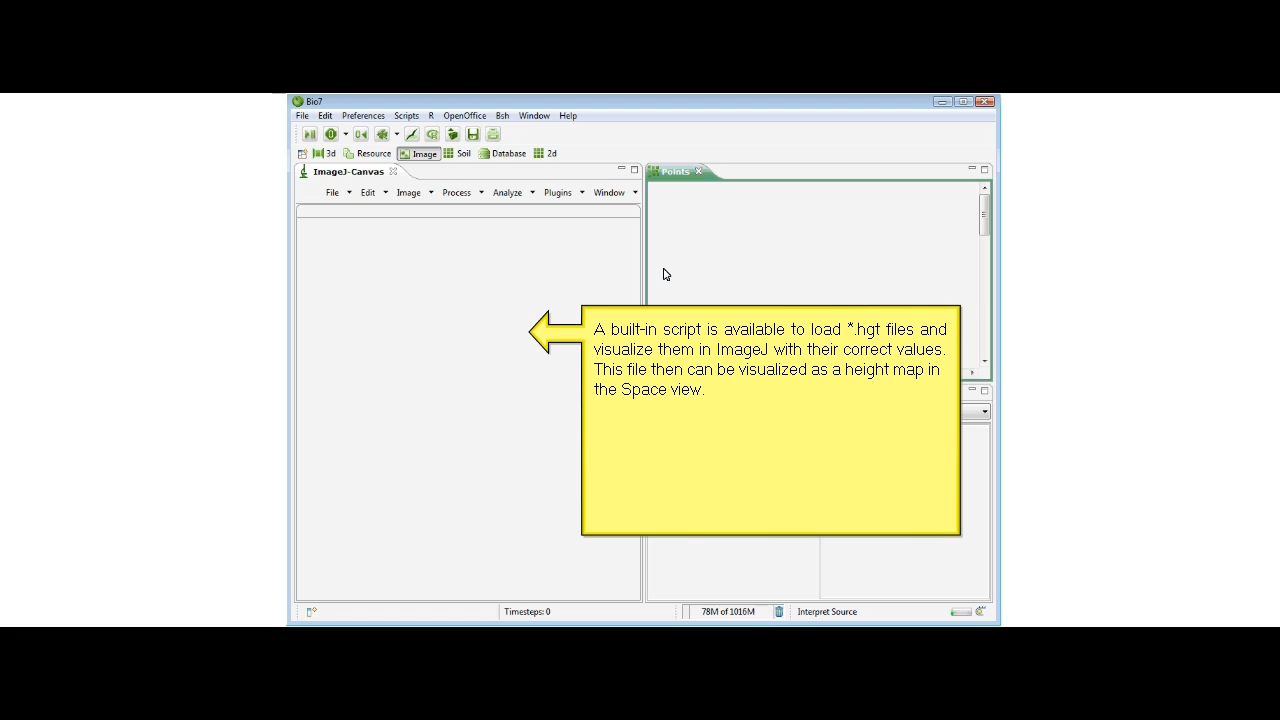 Bio7
File Edit Preferences Scripts R OpenOffice Bsh Window Help
3d Resource Image Soil Database 2d
ImageJ-Canvas
Points
File Edit Image Process Analyze Plugins Window
A built-in script is available to load *.hgt files and
visualize them in ImageJ with their correct values.
This file then can be visualized as a height map in
the Space view.
Timesteps: 0
78M of 1016M
Interpret Source